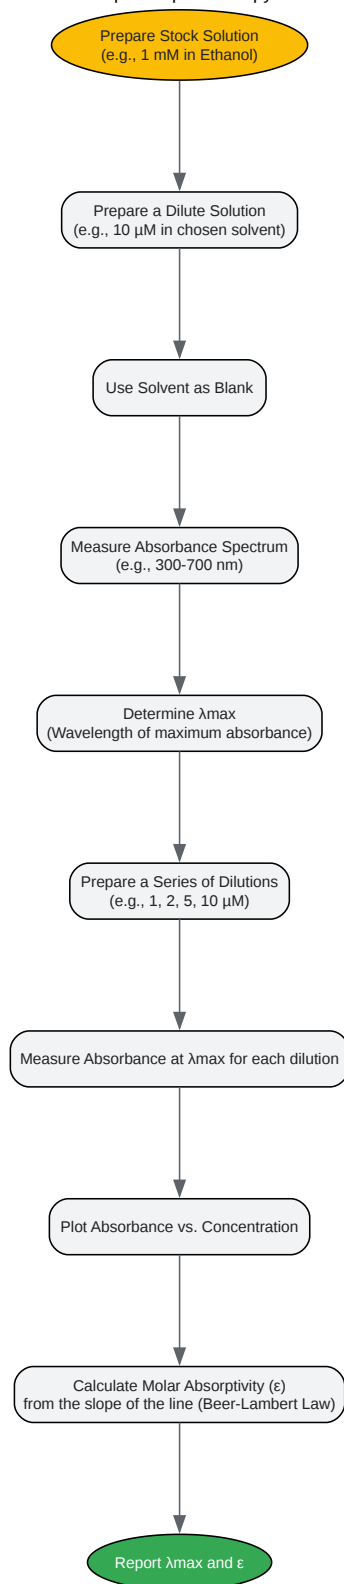 Prepare Stock Solution
(e.g., 1 mM in Ethanol)
Prepare a Dilute Solution
(e.g., 10 µM in chosen solvent)
Use Solvent as Blank
Measure Absorbance Spectrum
(e.g., 300-700 nm)
Determine λmax
(Wavelength of maximum absorbance)
Prepare a Series of Dilutions
(e.g., 1, 2, 5, 10 µM)
Measure Absorbance at λmax for each dilution
Plot Absorbance vs. Concentration
Calculate Molar Absorptivity (ε)
from the slope of the line (Beer-Lambert Law)
Report λmax and ε